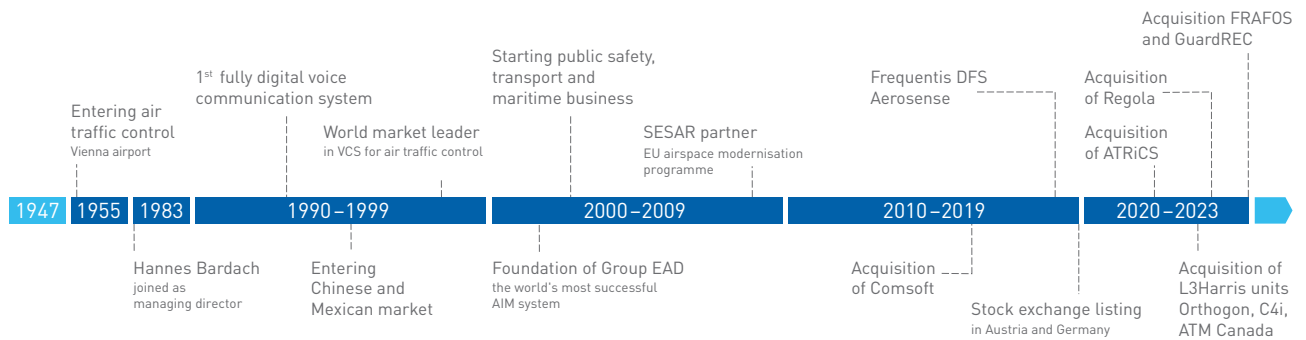 Acquisition FRAFOS
and GuardREC
Starting public safety,
transport and
maritime business
1st fully digital voice
communication system
Frequentis DFS
Aerosense
Acquisition
of Regola
Entering air
traffic control
Vienna airport
World market leader
in VCS for air traffic control
SESAR partner
EU airspace modernisation
programme
Acquisition
of ATRiCS
1947 1955 1983 1990–1999 2000–2009 2010–2019 2020–2023
Hannes Bardach
joined as
managing director
Entering
Chinese and
Mexican market
Foundation of Group EAD
the world's most successful
AIM system
Acquisition
of Comsoft
Stock exchange listing
in Austria and Germany
Acquisition of
L3Harris units
Orthogon, C4i,
ATM Canada